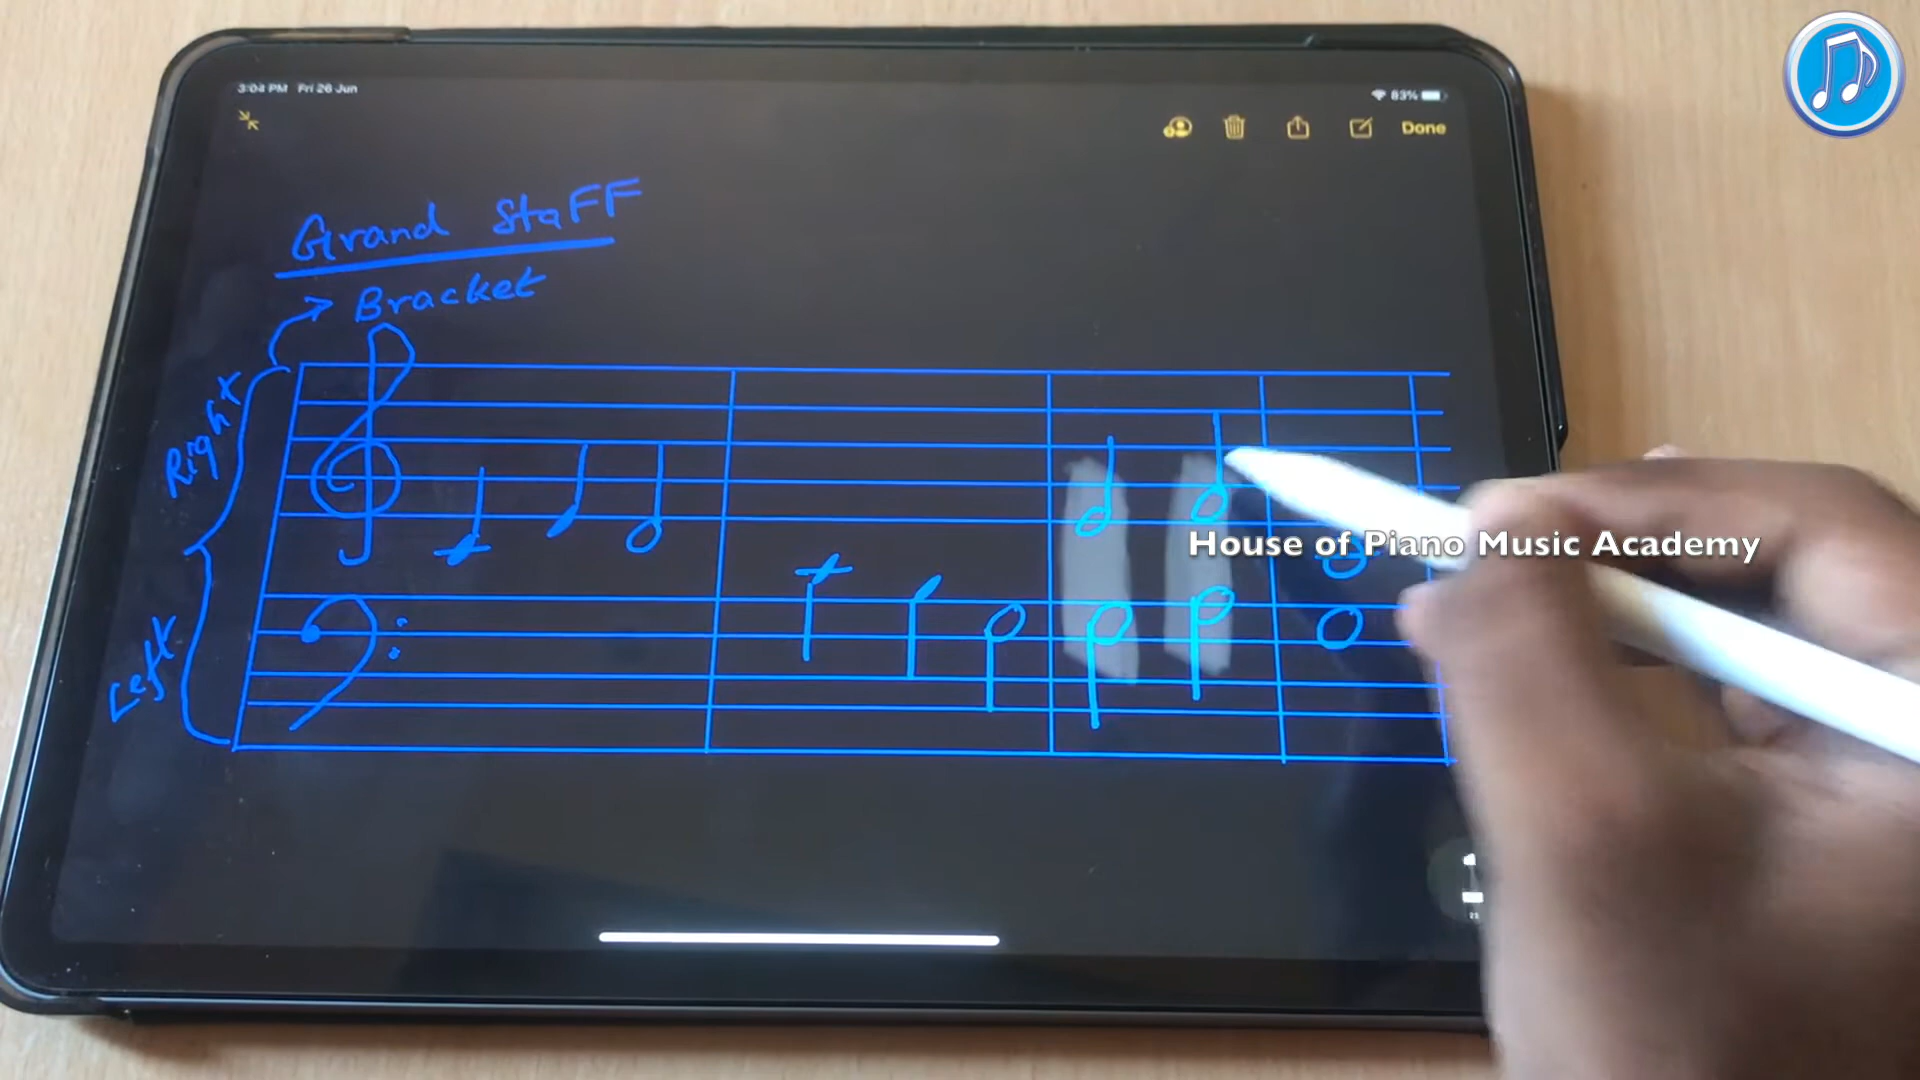 3:04 PM Fri 26 Jun
83%
Done
Grand StaFF
Bracket
Right
Left
House of Piano Music Academy